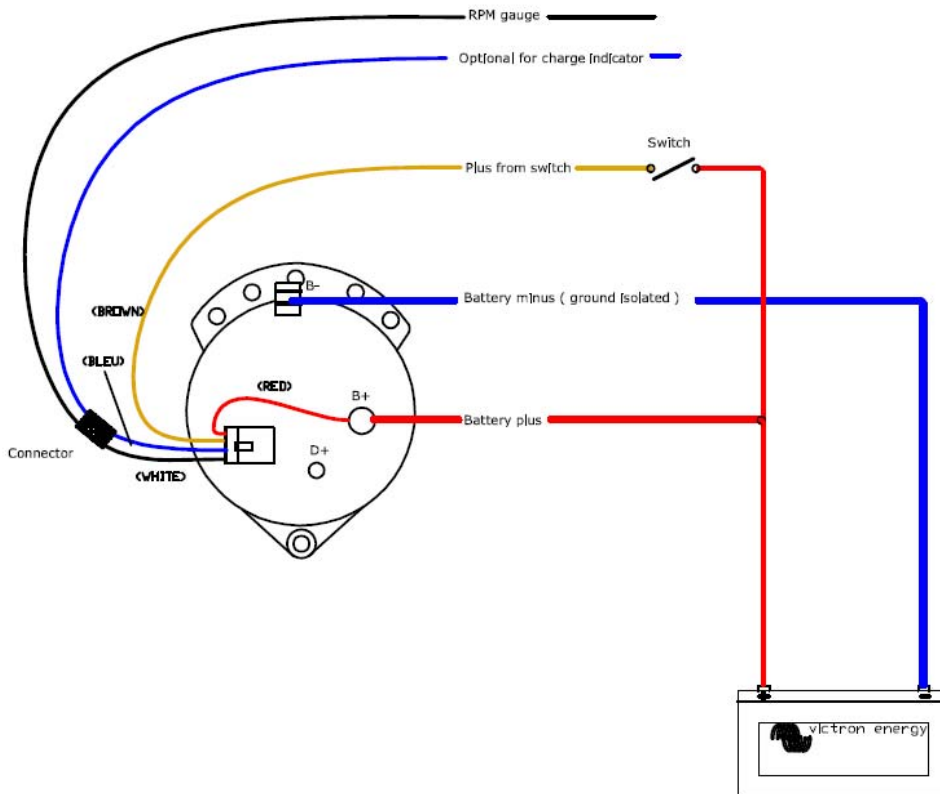 RPM gauge
Optional for charge indicator
Switch
Plus from switch
B-
Battery minus ( ground isolated )
(BROWN)
(BLEU)
(RED)
B+
Battery plus
Connector
D+
(WHITE)
+
-
victron energy